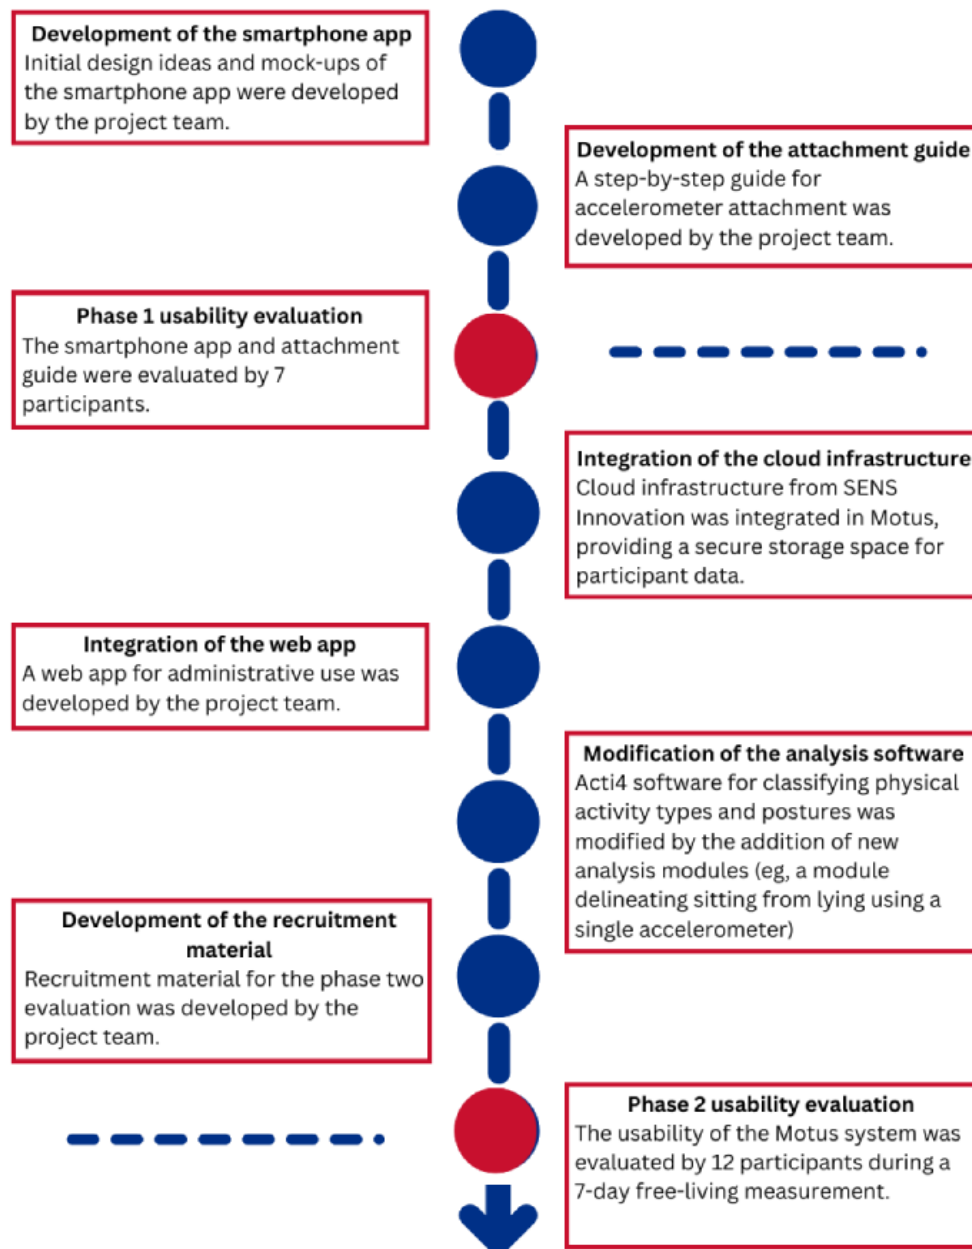 Development of the smartphone app
Initial design ideas and mock-ups of
the smartphone app were developed
by the project team.
Development of the attachment guide
A step-by-step guide for
accelerometer attachment was
developed by the project team.
Phase 1 usability evaluation
The smartphone app and attachment
guide were evaluated by 7
participants.
Integration of the cloud infrastructure
Cloud infrastructure from SENS
Innovation was integrated in Motus,
providing a secure storage space for
participant data.
Integration of the web app
A web app for administrative use was
developed by the project team.
Modification of the analysis software
Acti4 software for classifying physical
activity types and postures was
modified by the addition of new
analysis modules (eg, a module
delineating sitting from lying using a
single accelerometer)
Development of the recruitment
material
Recruitment material for the phase two
evaluation was developed by the
project team.
Phase 2 usability evaluation
The usability of the Motus system was
evaluated by 12 participants during a
7-day free-living measurement.